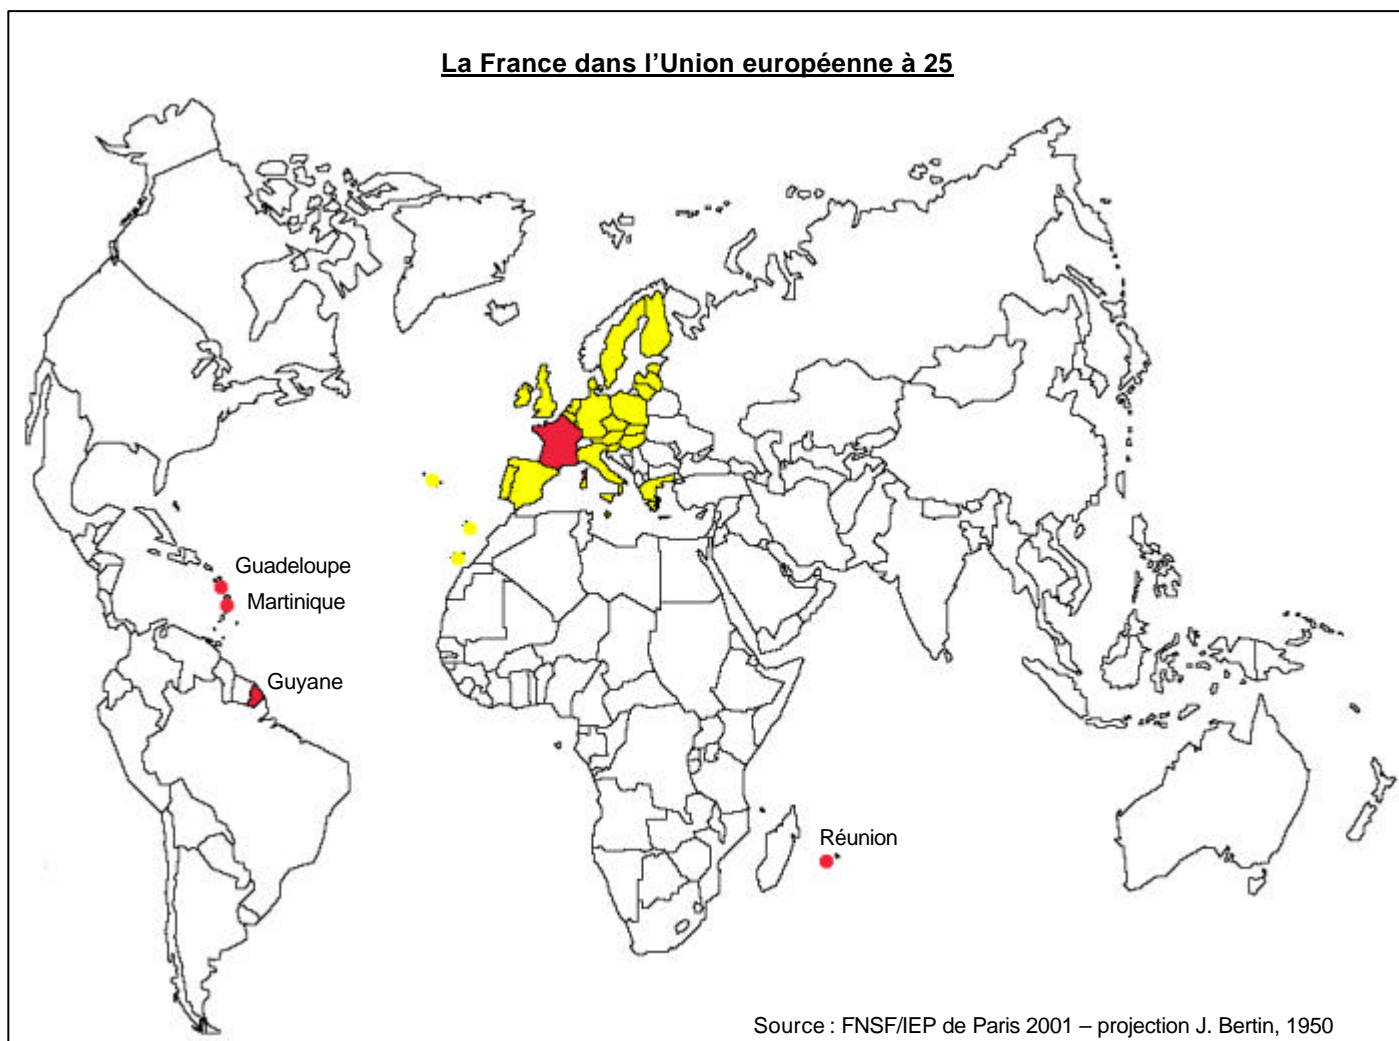 La France dans l’Union européenne à 25
Guadeloupe
Martinique
Guyane
Réunion
Source : FNSF/IEP de Paris 2001 – projection J. Bertin, 1950